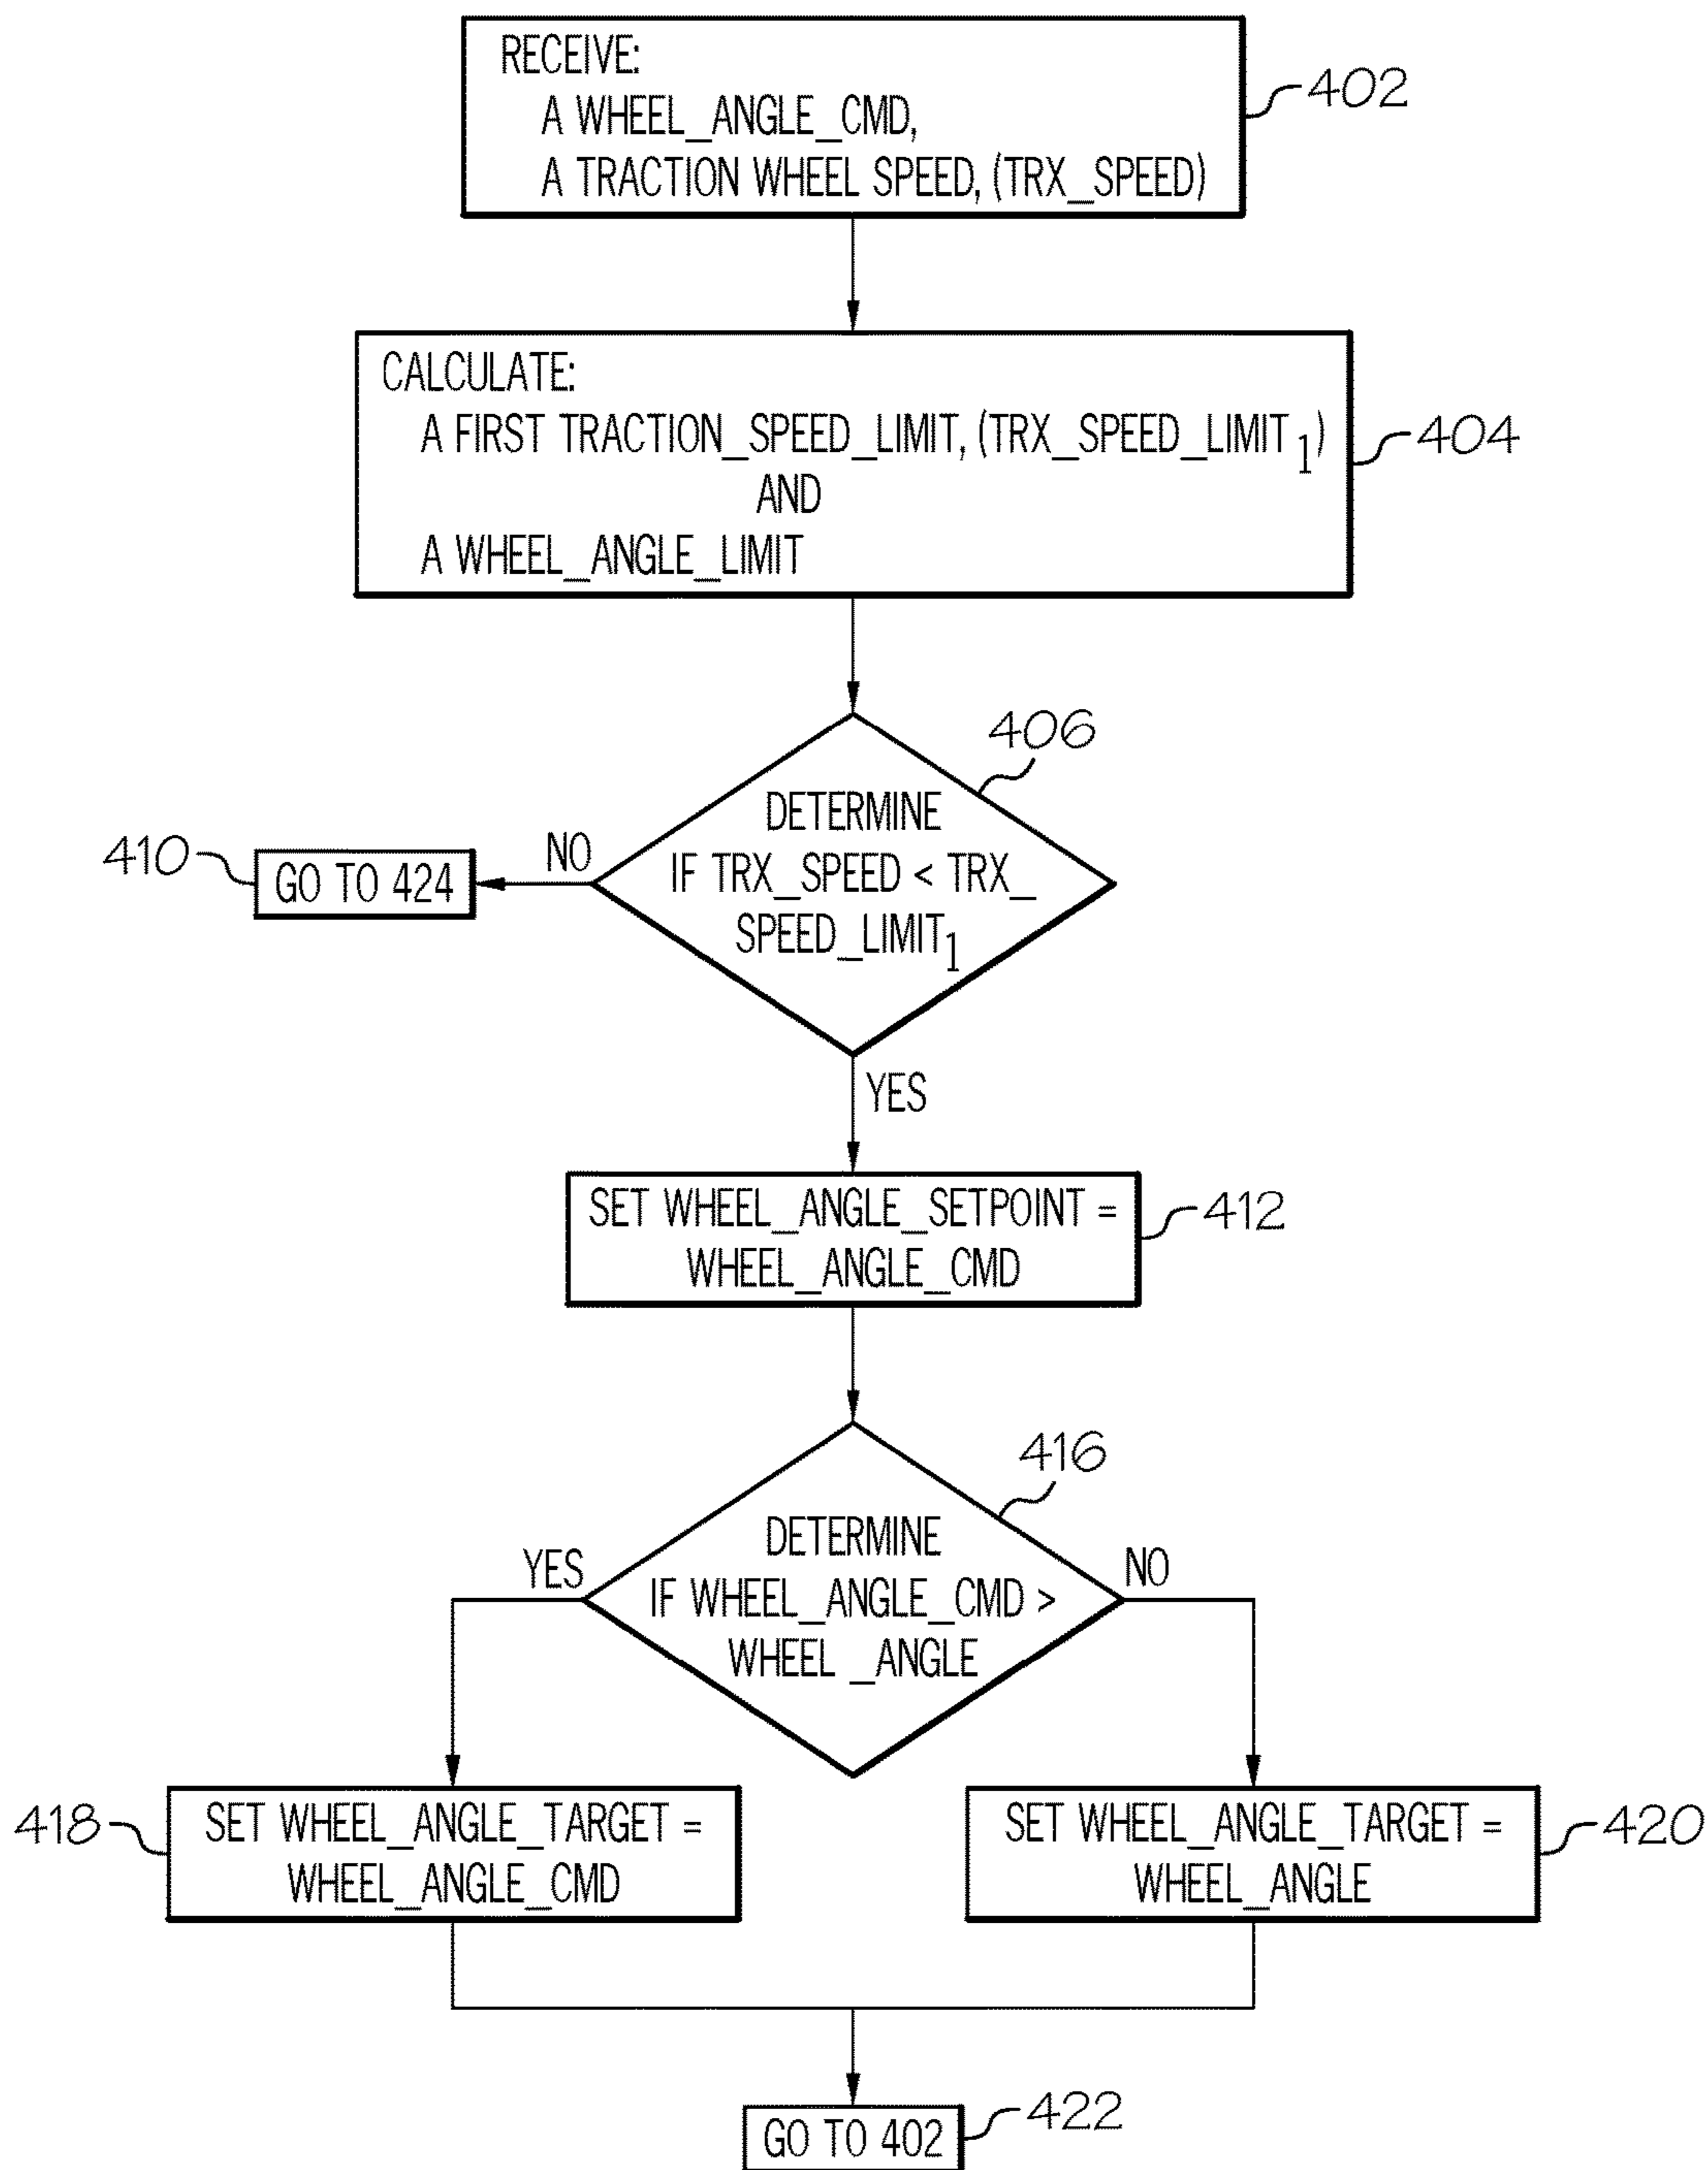 RECEIVE:
A WHEEL_ANGLE_CMD,
A TRACTION WHEEL SPEED, (TRX_SPEED)
402
CALCULATE:
A FIRST TRACTION_SPEED_LIMIT, (TRX_SPEED_LIMIT1)
AND
A WHEEL_ANGLE_LIMIT
404
406
DETERMINE
IF TRX_SPEED < TRX_
SPEED_LIMIT1
NO
410
GO TO 424
YES
SET WHEEL_ANGLE_SETPOINT =
WHEEL_ANGLE_CMD
412
416
DETERMINE
IF WHEEL_ANGLE_CMD >
WHEEL _ANGLE
YES
NO
418
SET WHEEL_ANGLE_TARGET =
WHEEL_ANGLE_CMD
SET WHEEL_ANGLE_TARGET =
WHEEL_ANGLE
420
GO TO 402
422